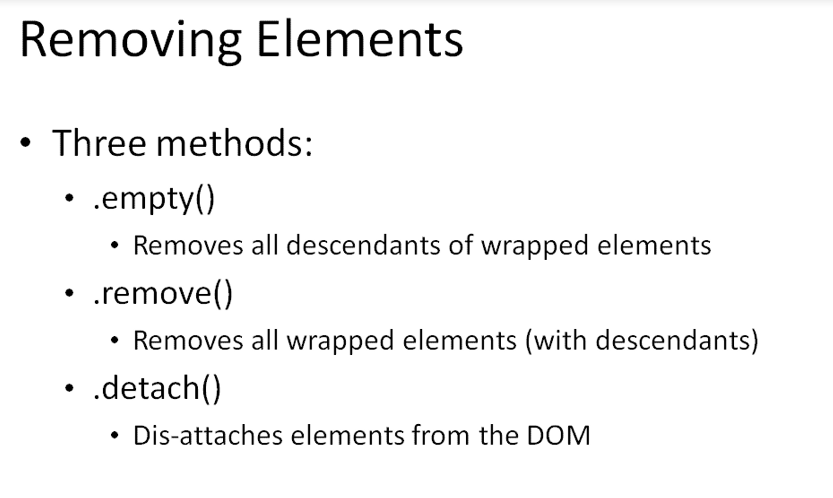 Removing Elements
• Three methods:
• .empty()
• Removes all descendants of wrapped elements
• .remove()
• Removes all wrapped elements (with descendants)
• .detach()
• Dis-attaches elements from the DOM